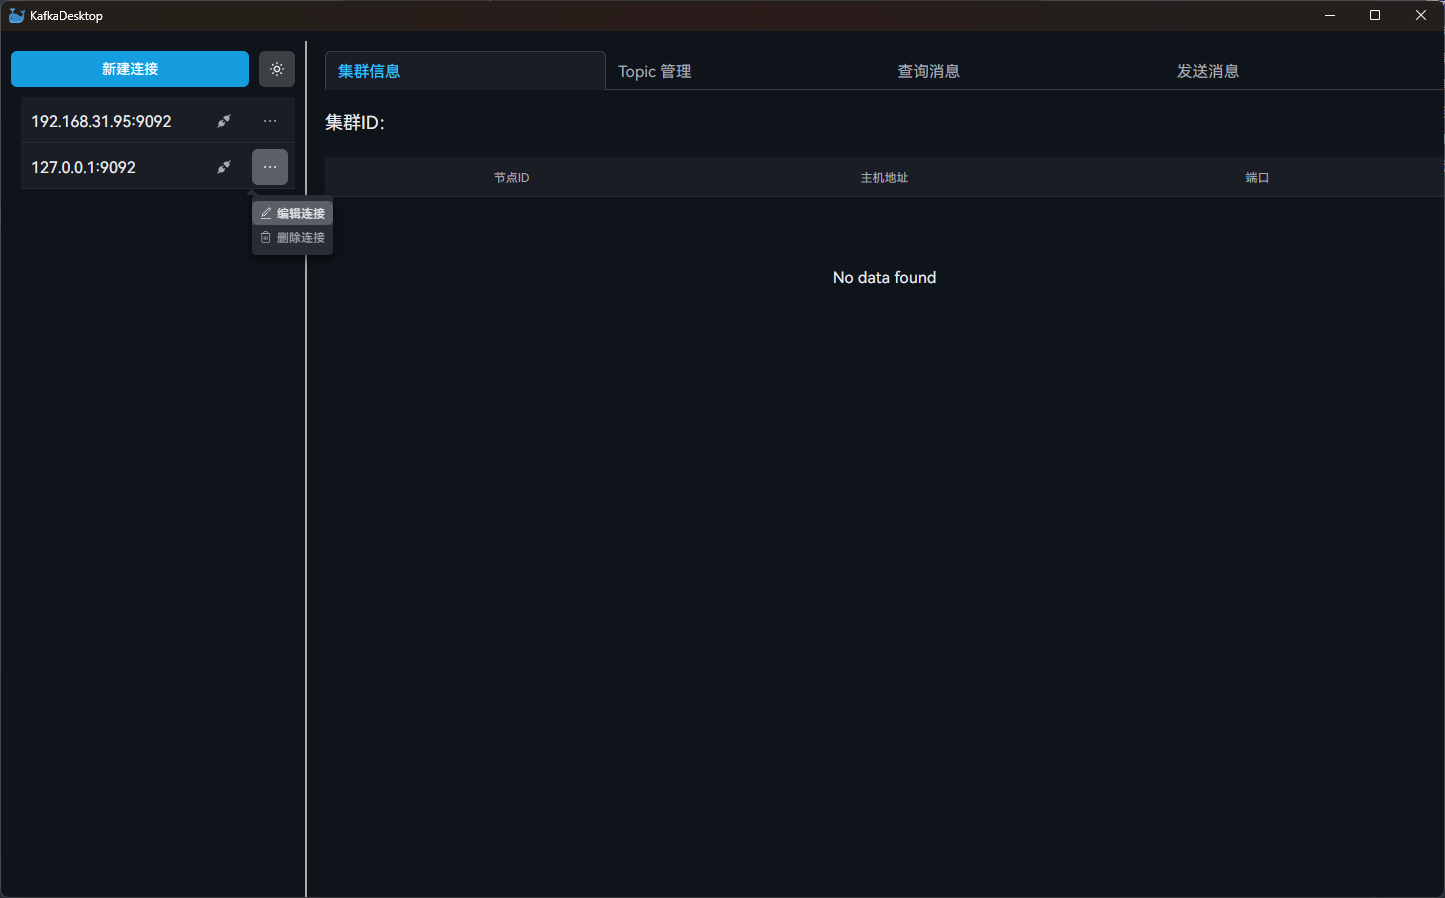 KafkaDesktop
新建连接
192.168.31.95:9092
127.0.0.1:9092
编辑连接
删除连接
集群信息
Topic 管理
查询消息
发送消息
集群ID:
节点ID
主机地址
端口
No data found